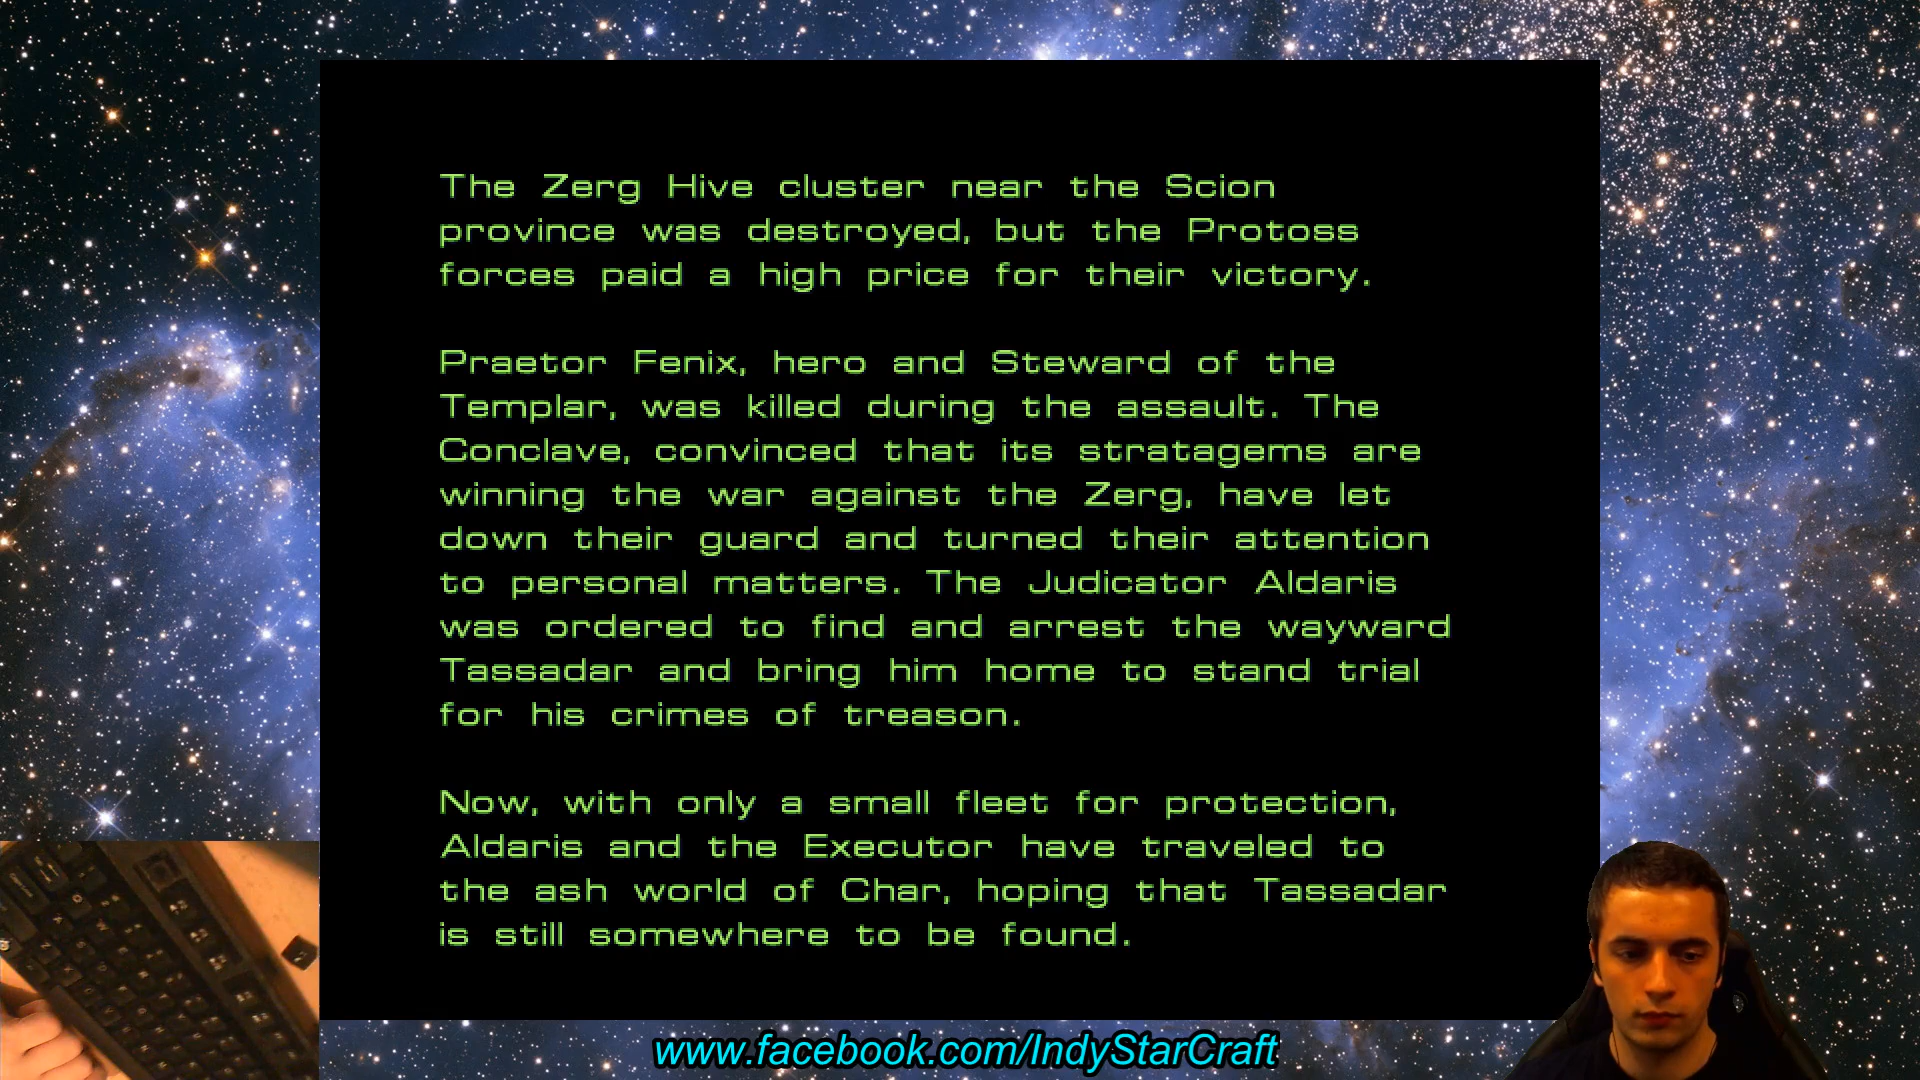 The Zerg Hive cluster near the Scion
province was destroyed, but the Protoss
forces paid a high price for their victory.
Praetor Fenix, hero and Steward of the
Templar, was killed during the assault. The
Conclave, convinced that its stratagems are
winning the war against the Zerg, have let
down their guard and turned their attention
to personal matters. The Judicator Aldaris
was ordered to find and arrest the wayward
Tassadar and bring him home to stand trial
for his crimes of treason.
Now, with only a small fleet for protection,
Aldaris and the Executor have traveled to
the ash world of Char, hoping that Tassadar
is still somewhere to be found.
www.facebook.com/IndyStarCraft